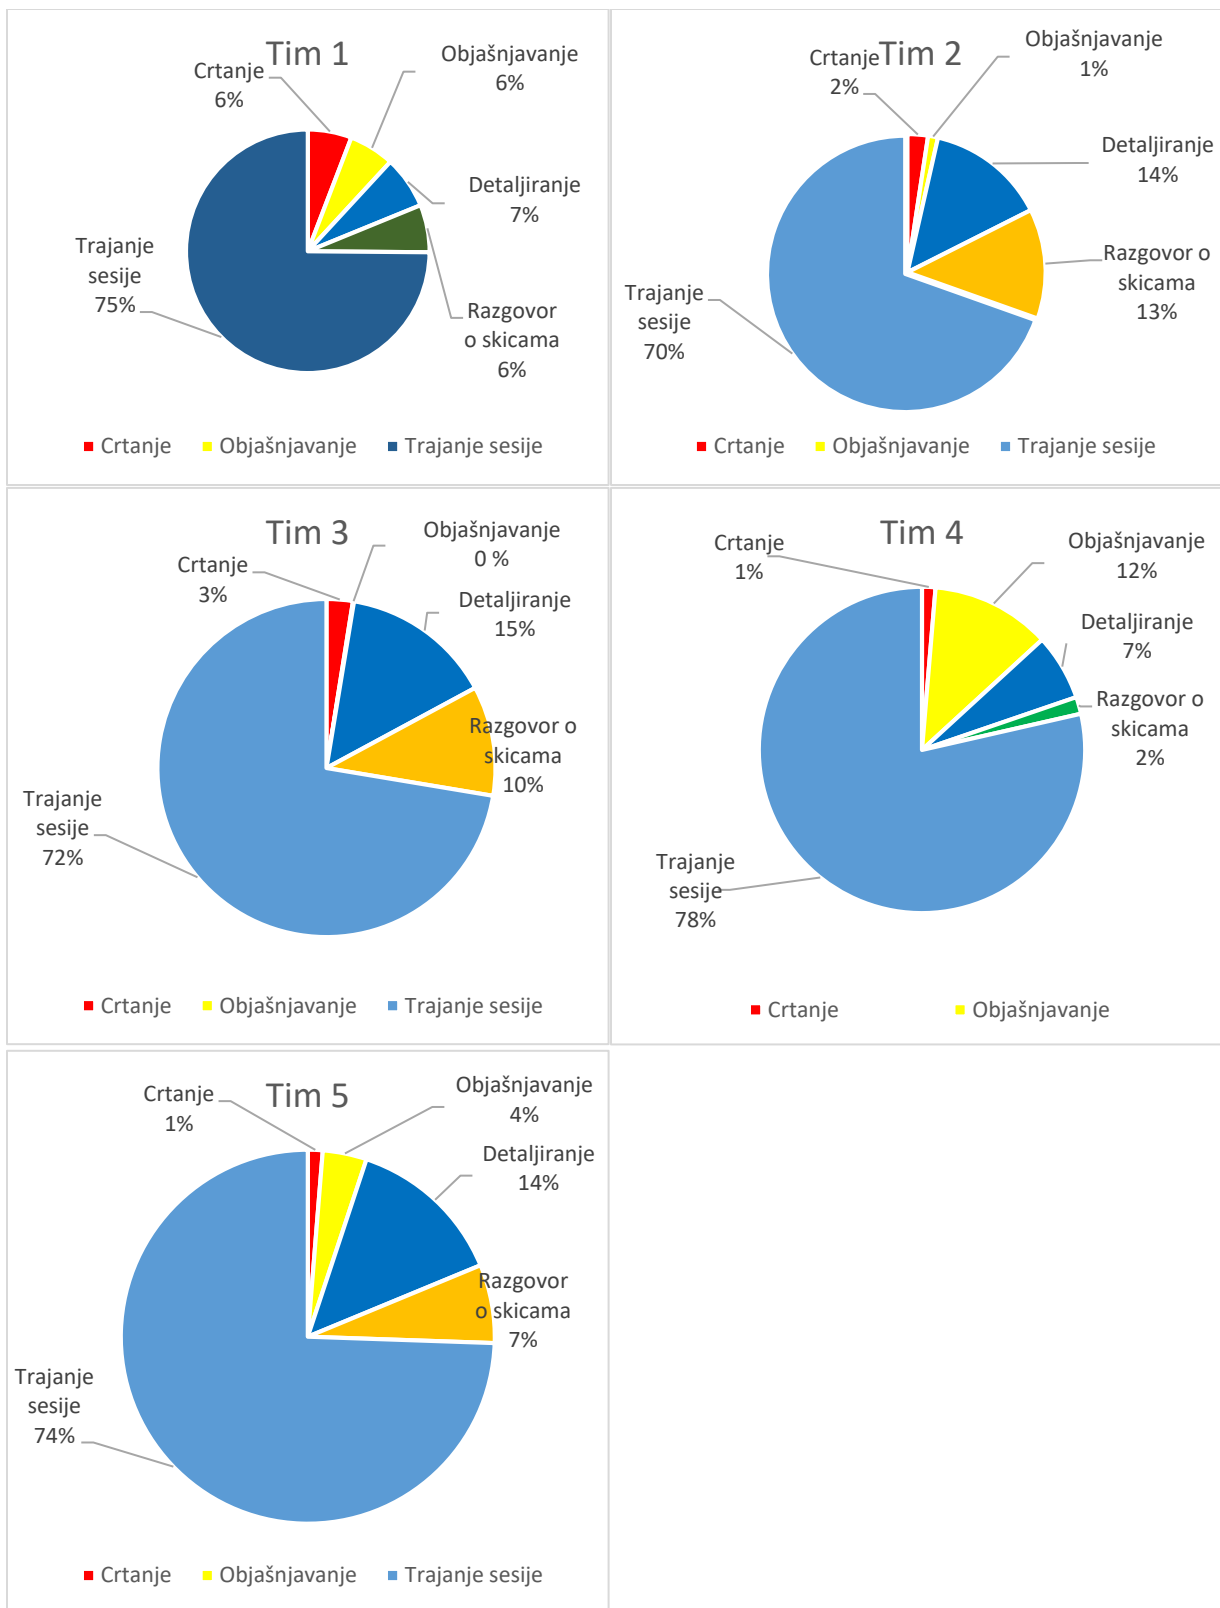 Tim 1
Crtanje
6%
Objašnjavanje
6%
Detaljiranje
7%
Razgovor
o skicama
6%
Trajanje
sesije
75%
Crtanje Objašnjavanje Trajanje sesije
Tim 2
Crtanje
2%
Objašnjavanje
1%
Detaljiranje
14%
Razgovor o
skicama
13%
Trajanje
sesije
70%
Crtanje Objašnjavanje Trajanje sesije
Tim 3
Crtanje
3%
Objašnjavanje
0 %
Detaljiranje
15%
Razgovor o
skicama
10%
Trajanje
sesije
72%
Crtanje Objašnjavanje Trajanje sesije
Tim 4
Crtanje
1%
Objašnjavanje
12%
Detaljiranje
7%
Razgovor o
skicama
2%
Trajanje
sesije
78%
Crtanje Objašnjavanje
Tim 5
Crtanje
1%
Objašnjavanje
4%
Detaljiranje
14%
Razgovor
o skicama
7%
Trajanje
sesije
74%
Crtanje Objašnjavanje Trajanje sesije